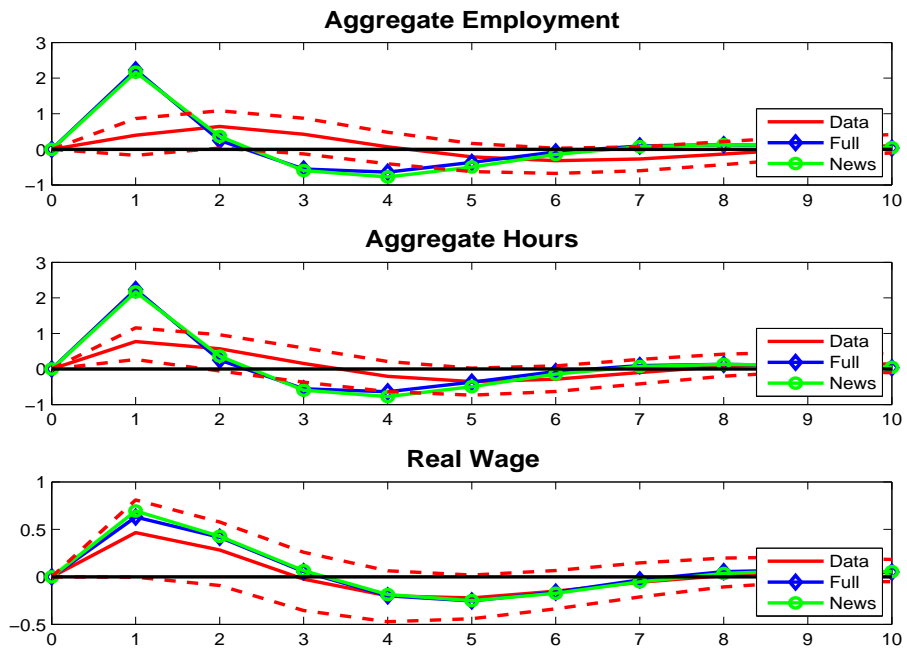 Aggregate Employment
3
2
1
0
−1
Data
Full
News
0 1 2 3 4 5 6 7 8 9 10
Aggregate Hours
3
2
1
0
−1
Data
Full
News
0 1 2 3 4 5 6 7 8 9 10
Real Wage
1
0.5
0
−0.5
Data
Full
News
0 1 2 3 4 5 6 7 8 9 10